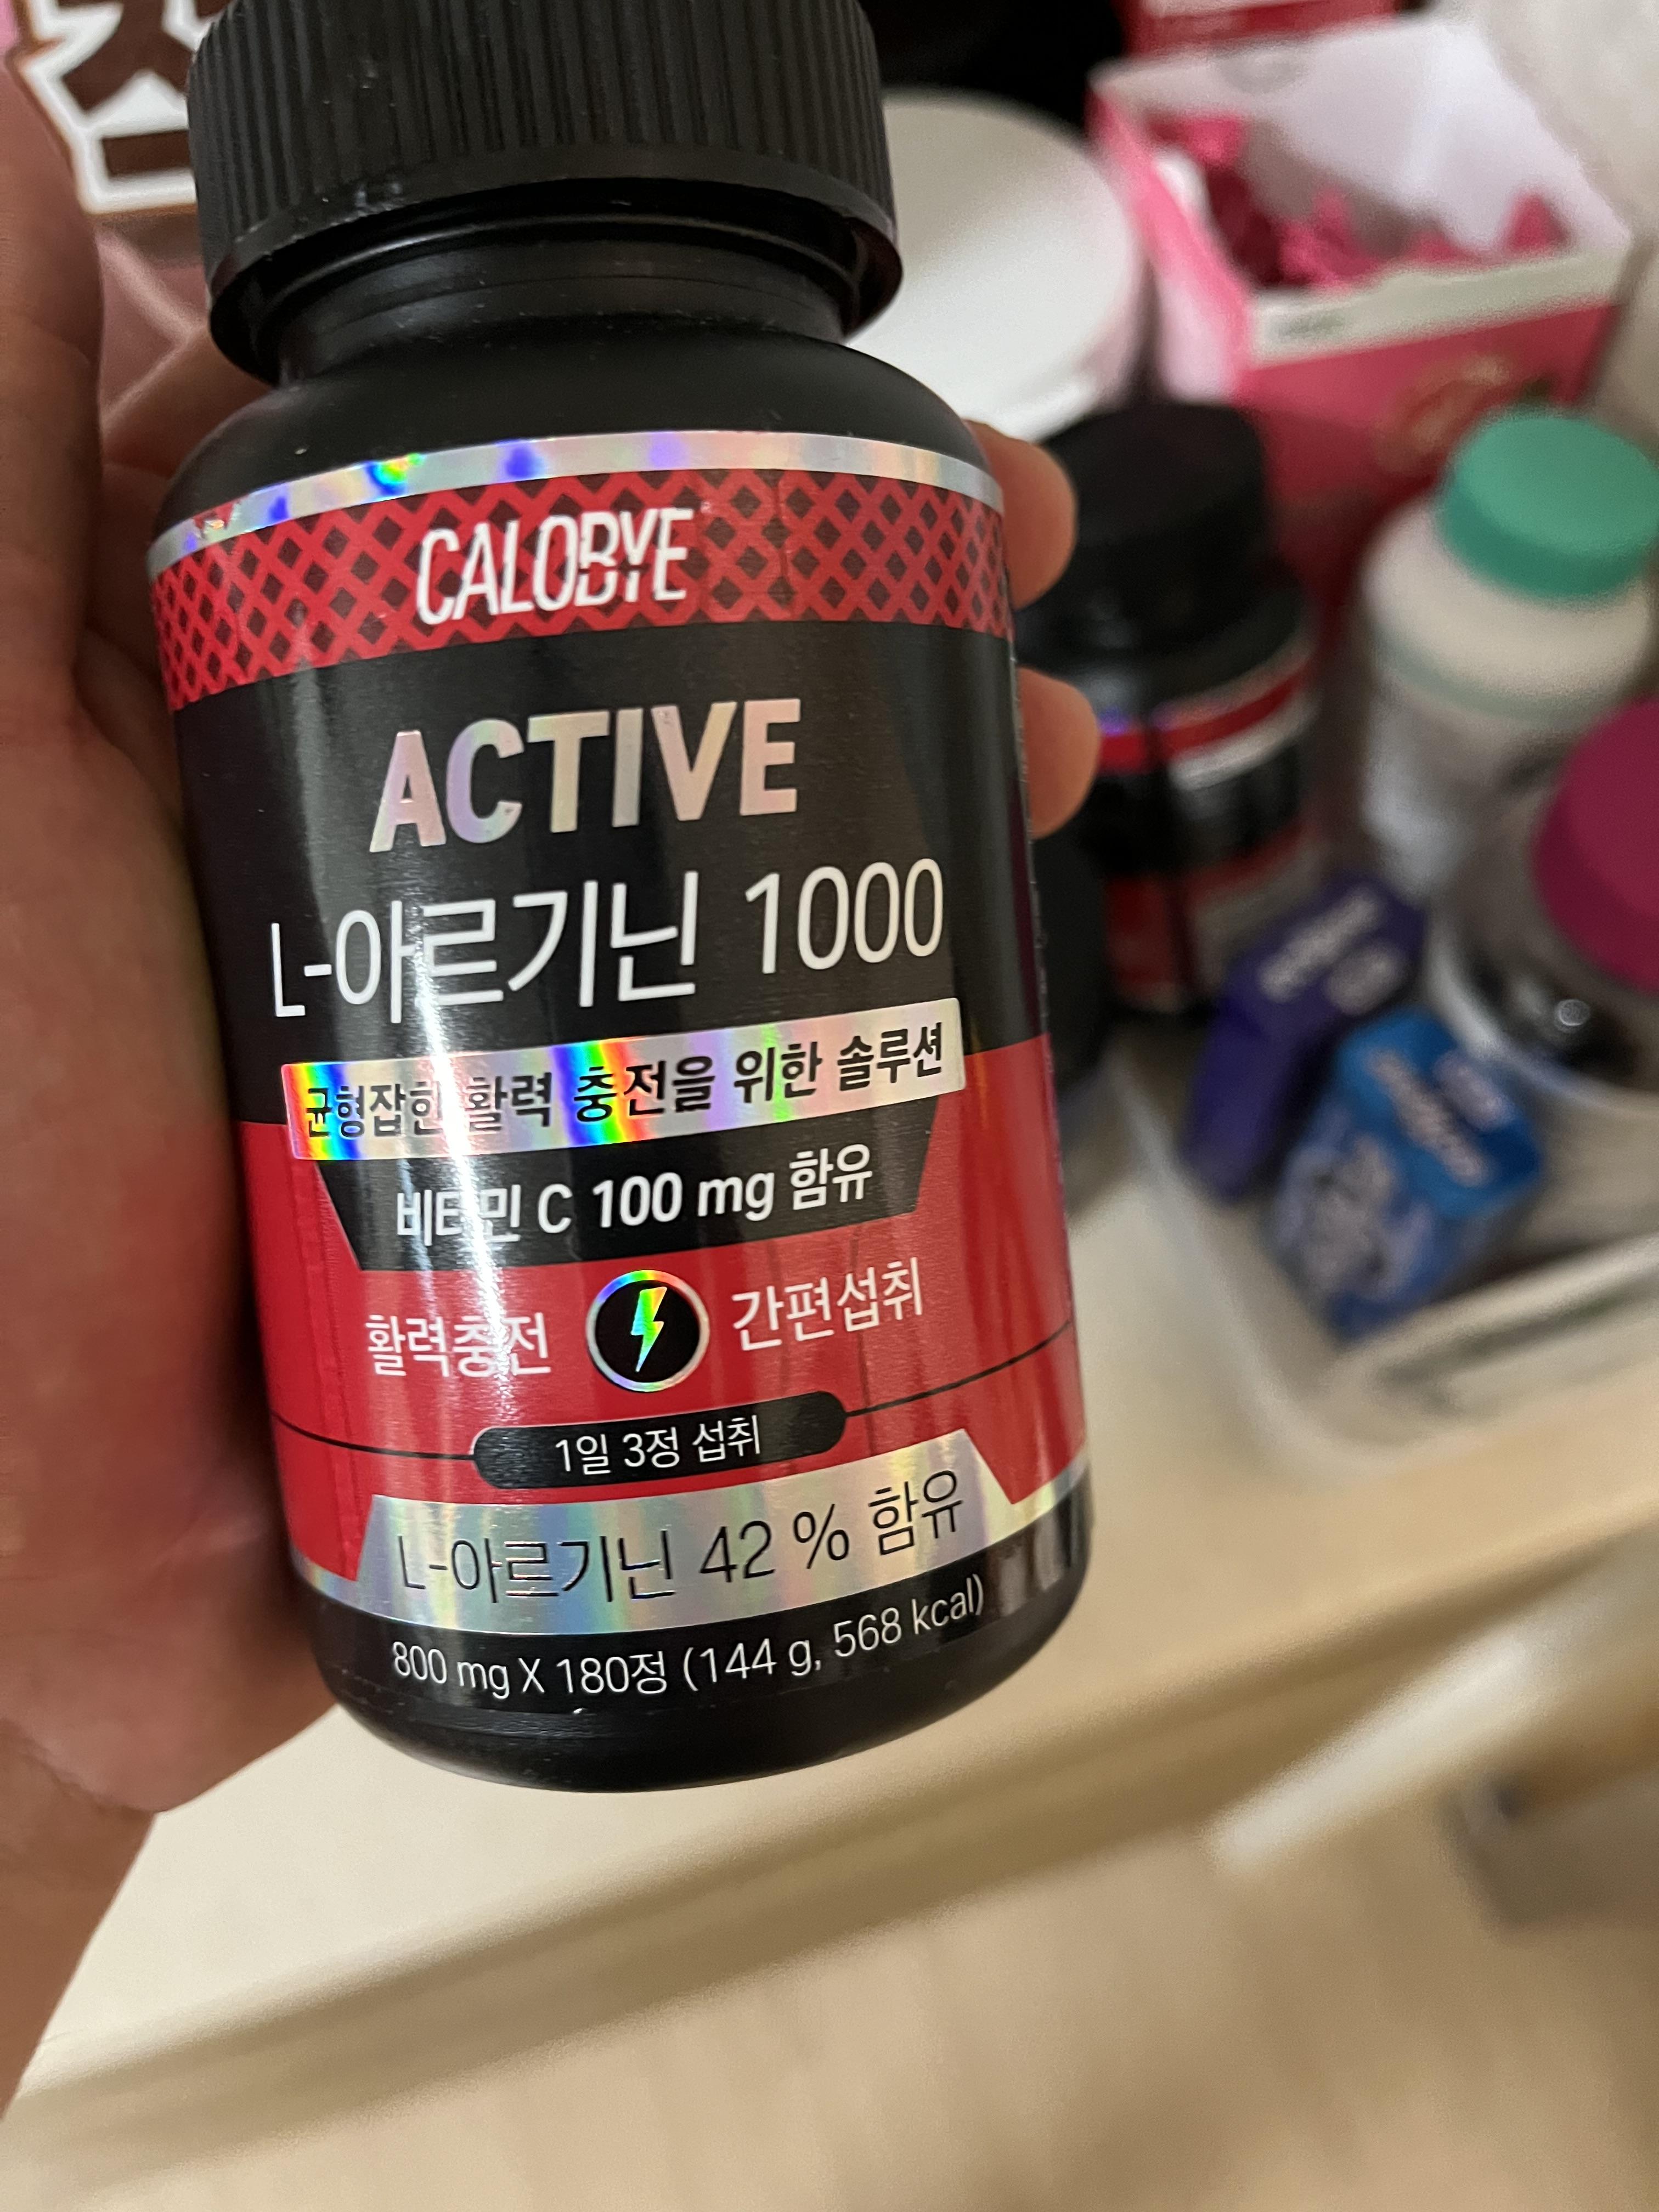 CALOBYE
ACTIVE
L-아르기닌 1000
균형잡힌 활력 충전을 위한 솔루션
비타민 C 100 mg 함유
활력충전 간편섭취
1일 3정 섭취
L-아르기닌 42 % 함유
800 mg X 180정 (144 g, 568 kcal)